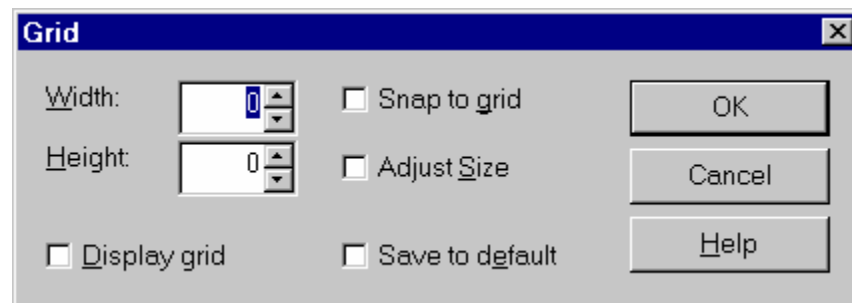 Grid
Width: 0
Snap to grid
OK
Height: 0
Adjust Size
Cancel
Display grid
Save to default
Help